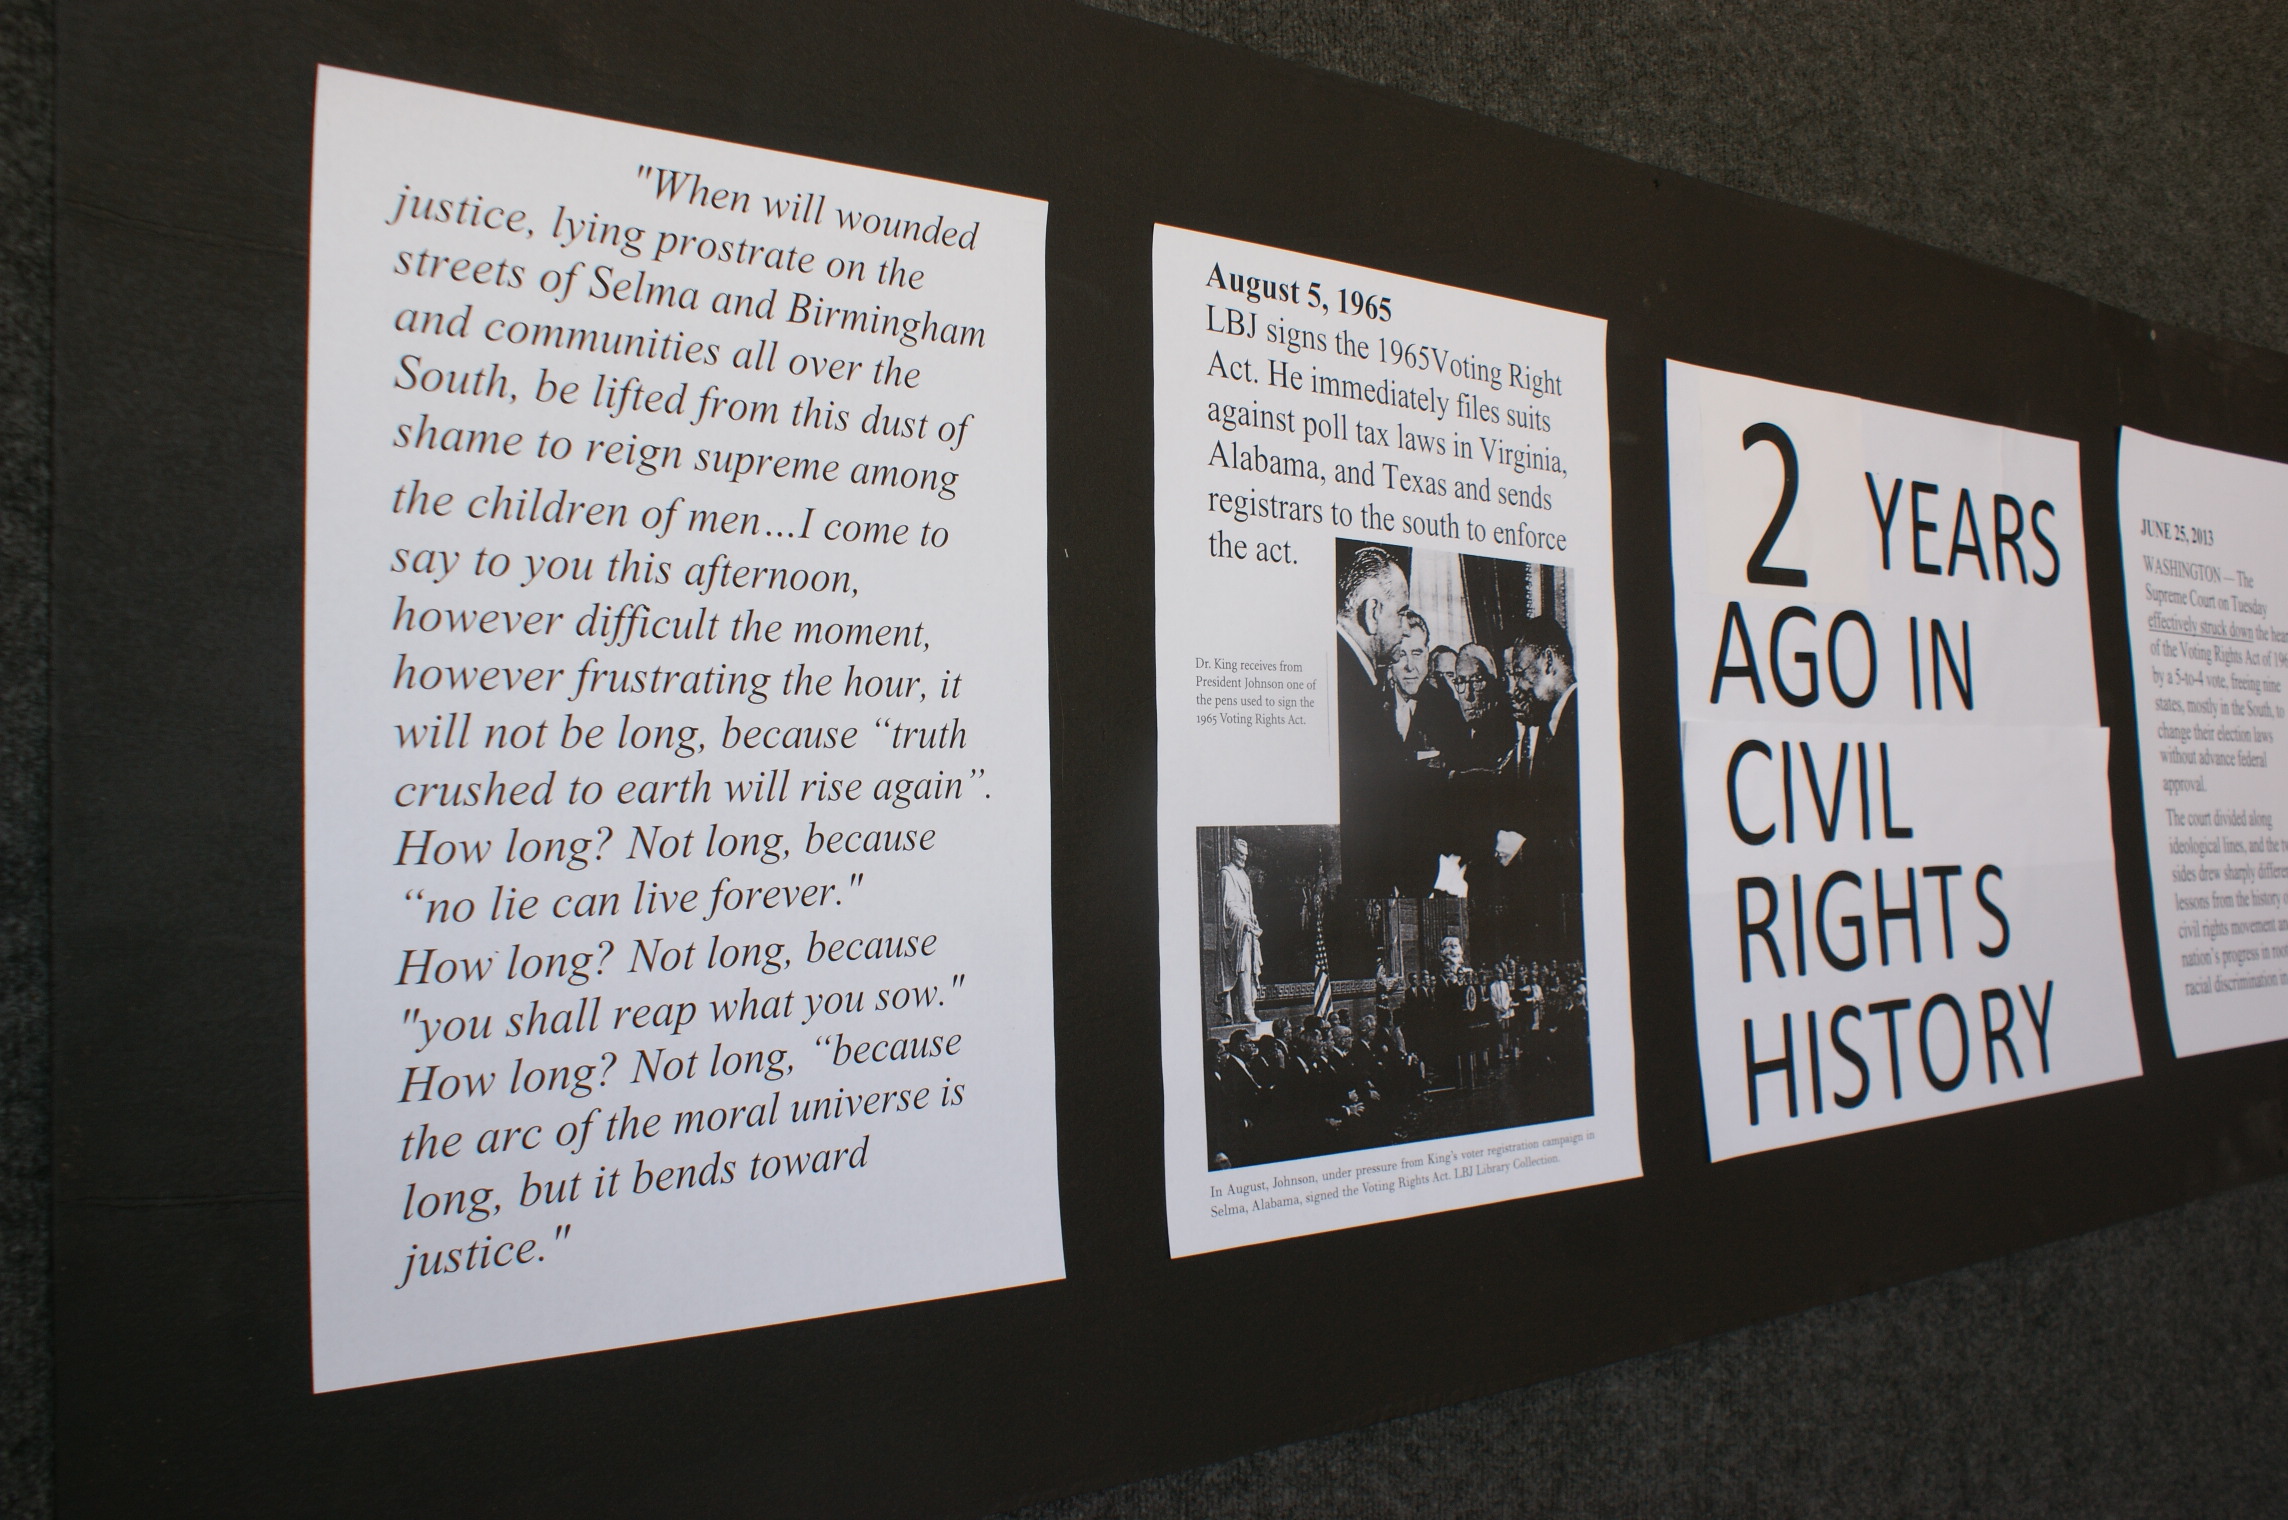 "When will wounded
justice, lying prostrate on the
streets of Selma and Birmingham
and communities all over the
South, be lifted from this dust of
shame to reign supreme among
the children of men...I come to
say to you this afternoon,
however difficult the moment,
however frustrating the hour, it
will not be long, because “truth
crushed to earth will rise again”.
How long? Not long, because
“no lie can live forever."
How long? Not long, because
"you shall reap what you sow."
How long? Not long, “because
the arc of the moral universe is
long, but it bends toward
justice."
August 5, 1965
LBJ signs the 1965Voting Right
Act. He immediately files suits
against poll tax laws in Virginia,
Alabama, and Texas and sends
registrars to the south to enforce
the act.
Dr. King receives from
President Johnson one of
the pens used to sign the
1965 Voting Rights Act.
In August, Johnson, under pressure from King's voter registration campaign in
Selma, Alabama, signed the Voting Rights Act. LBJ Library Collection.
2 YEARS
AGO IN
CIVIL
RIGHTS
HISTORY
JUNE 25, 2013
WASHINGTON — The
Supreme Court on Tuesday
effectively struck down the
of the Voting Rights Act of
by a 5-to-4 vote, freeing nine
states, mostly in the South, to
change their election laws
without advance federal
approval.
The court divided along
ideological lines, and the
sides drew sharply
lessons from the history
civil rights movement
nation's progress in
racial discrimination in